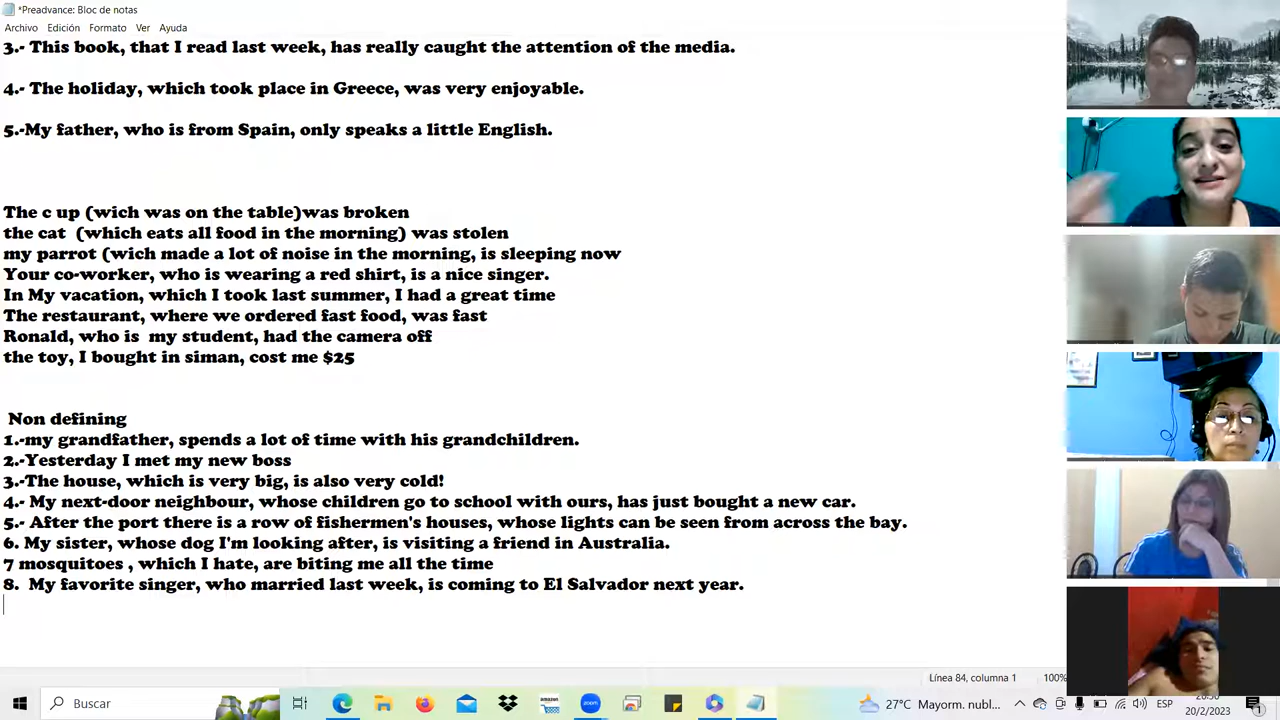 *Preadvance: Bloc de notas
Archivo Edición Formato Ver Ayuda
3.- This book, that I read last week, has really caught the attention of the media.
4.- The holiday, which took place in Greece, was very enjoyable.
5.-My father, who is from Spain, only speaks a little English.
The c up (wich was on the table)was broken
the cat (which eats all food in the morning) was stolen
my parrot (wich made a lot of noise in the morning, is sleeping now
Your co-worker, who is wearing a red shirt, is a nice singer.
In My vacation, which I took last summer, I had a great time
The restaurant, where we ordered fast food, was fast
Ronald, who is my student, had the camera off
the toy, I bought in siman, cost me $25
Non defining
1.-my grandfather, spends a lot of time with his grandchildren.
2.-Yesterday I met my new boss
3.-The house, which is very big, is also very cold!
4.- My next-door neighbour, whose children go to school with ours, has just bought a new car.
5.- After the port there is a row of fishermen's houses, whose lights can be seen from across the bay.
6. My sister, whose dog I'm looking after, is visiting a friend in Australia.
7 mosquitoes , which I hate, are biting me all the time
8. My favorite singer, who married last week, is coming to El Salvador next year.
Línea 84, columna 1 100%
Buscar
amazon
zoom
27°C Mayorm. nubl...
ESP
20/2/2023
1